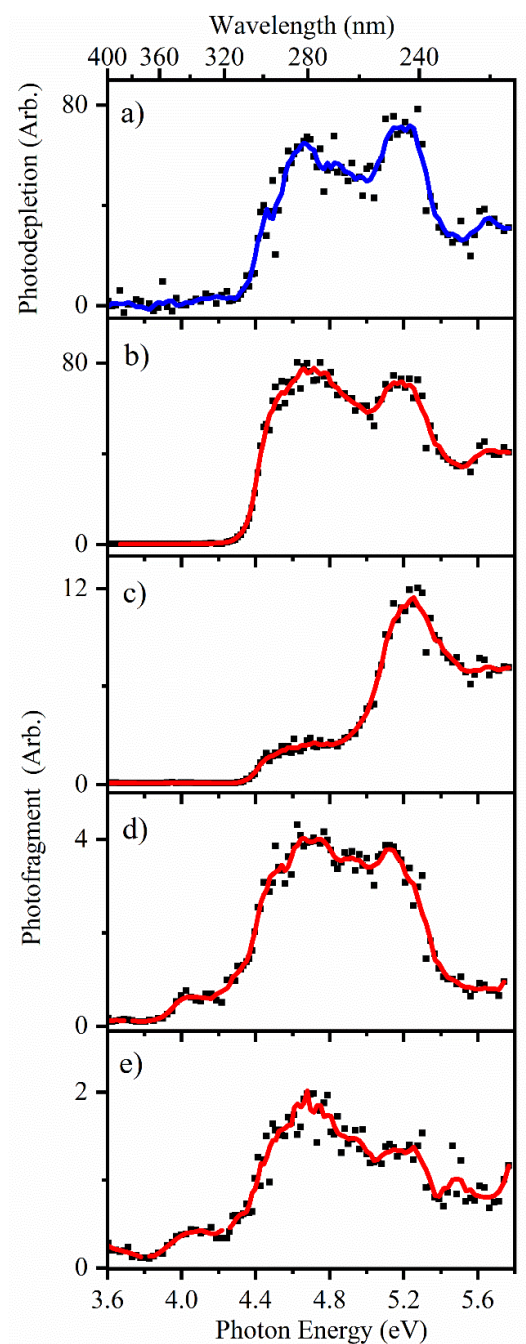 Wavelength (nm)
400 360 320 280 240
a)
80
0
Photodepletion (Arb.)
b)
80
0
c)
12
0
Photofragment (Arb.)
d)
4
0
e)
2
0
3.6 4.0 4.4 4.8 5.2 5.6
Photon Energy (eV)